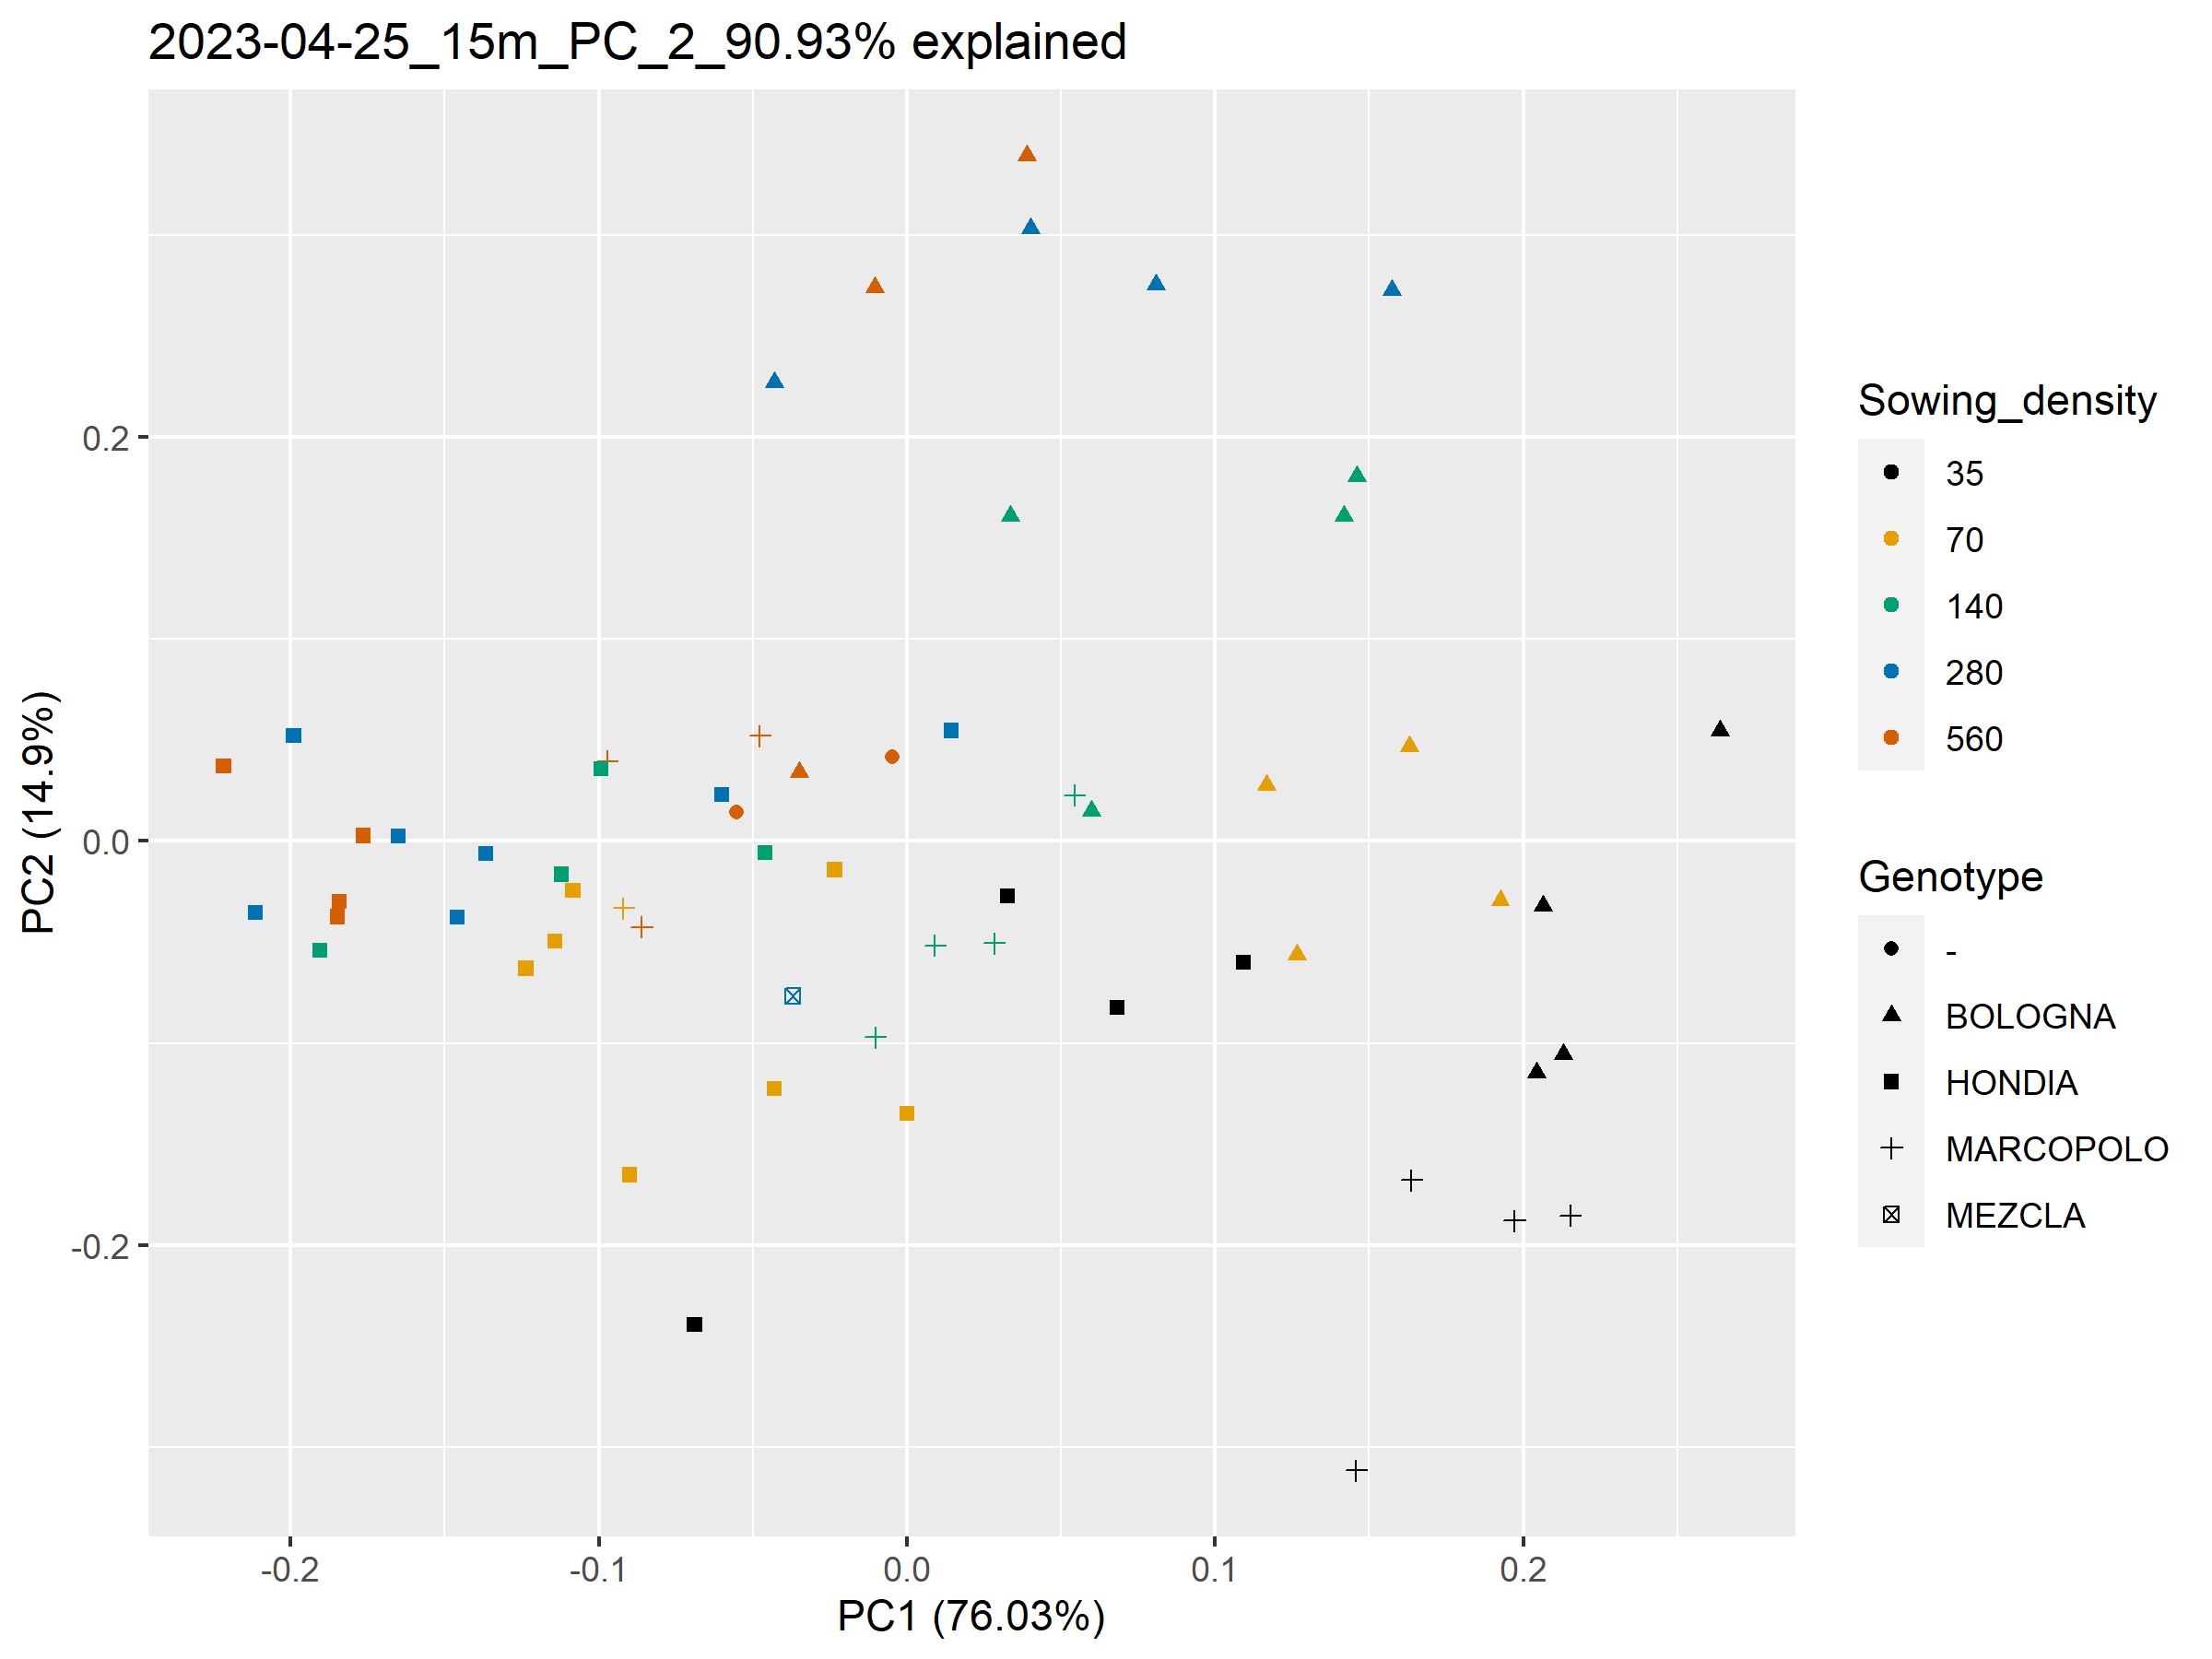 2023-04-25_15m_PC_2_90.93% explained
PC2 (14.9%)
0.2
0.0
-0.2
-0.2
-0.1
0.0
0.1
0.2
PC1 (76.03%)
Sowing_density
35
70
140
280
560
Genotype
-
BOLOGNA
HONDIA
MARCOPOLO
MEZCLA